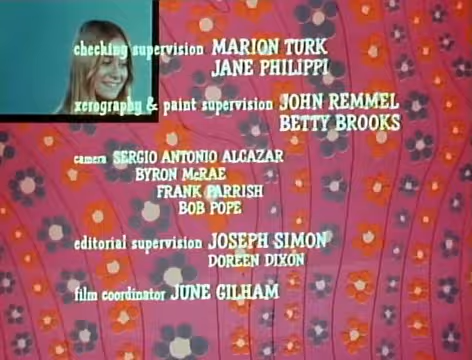 checking supervision MARION TURK
JANE PHILIPPI
xerography & paint supervision JOHN REMMEL
BETTY BROOKS
camera SERGIO ANTONIO ALCAZAR
BYRON McRAE
FRANK PARRISH
BOB POPE
editorial supervision JOSEPH SIMON
DOREEN DIXON
film coordinator JUNE GILHAM